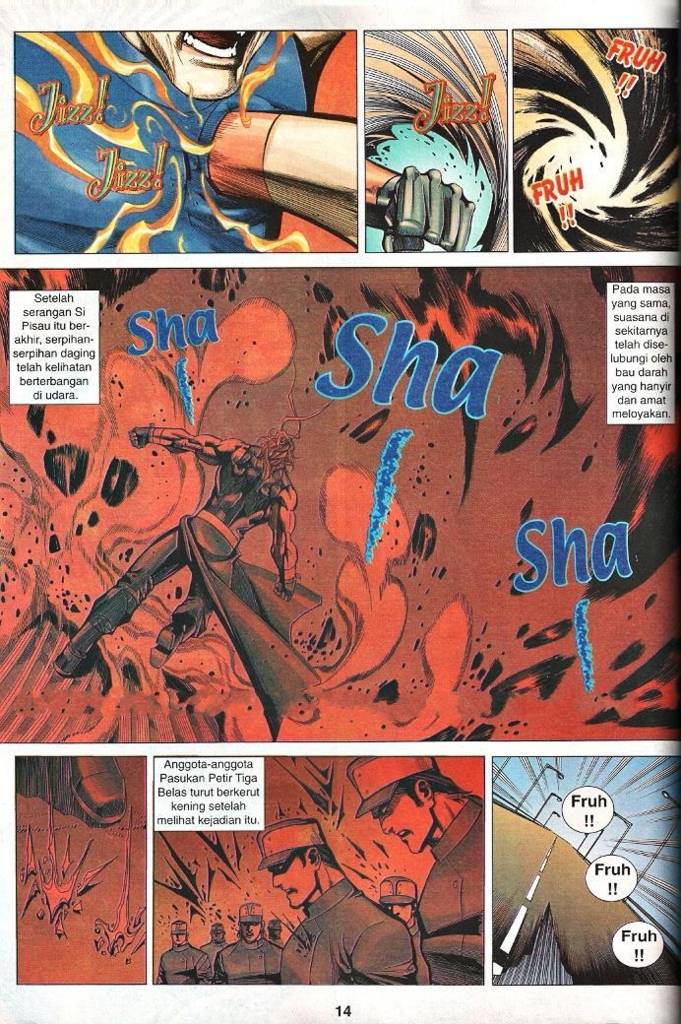 Jizz!
Jizz!
Jizz!
FRUH
!!
FRUH
!!
Setelah
serangan Si
Pisau itu ber-
akhir, serpihan-
serpihan daging
telah kelihatan
berterbangan
di udara.
Sha
Sha
Sha
Pada masa
yang sama,
suasana di
sekitarnya
telah dise-
lubungi oleh
bau darah
yang hanyir
dan amat
meloyakan.
Anggota-anggota
Pasukan Petir Tiga
Belas turut berkerut
kening setelah
melihat kejadian itu.
Fruh
!!
Fruh
!!
Fruh
!!
14